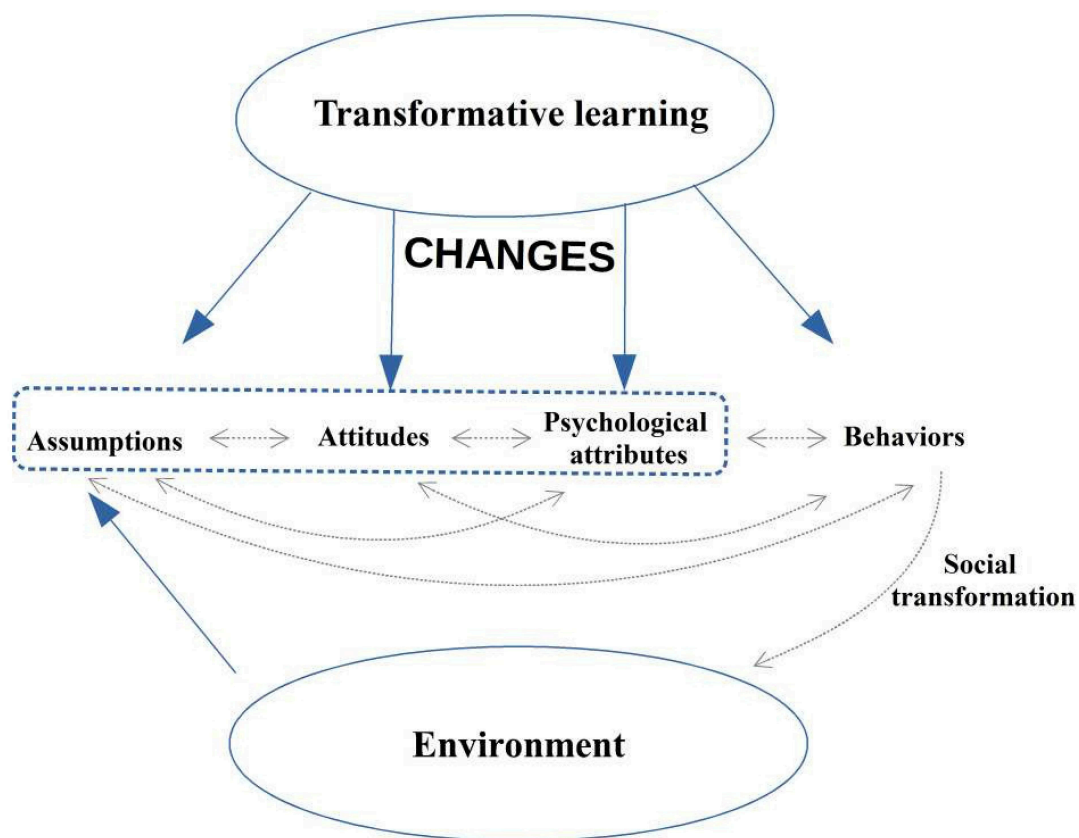 Transformative learning
CHANGES
Assumptions
Attitudes
Psychological
attributes
Behaviors
Social
transformation
Environment